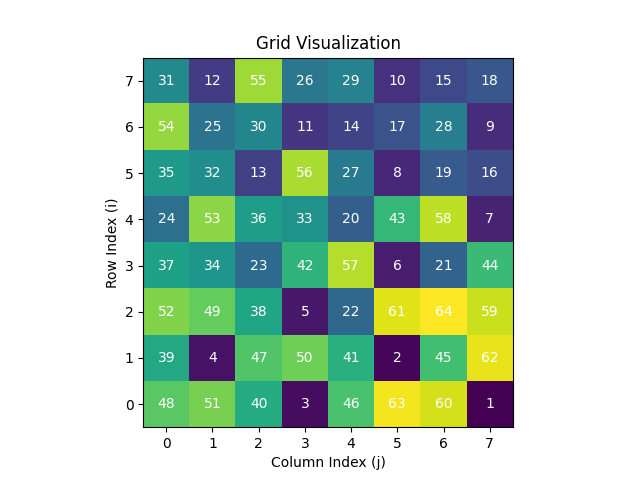 Grid Visualization
7 31 12 55 26 29 10 15 18
6 54 25 30 11 14 17 28 9
5 35 32 13 56 27 8 19 16
4 24 53 36 33 20 43 58 7
3 37 34 23 42 57 6 21 44
2 52 49 38 5 22 61 64 59
1 39 4 47 50 41 2 45 62
0 48 51 40 3 46 63 60 1
0 1 2 3 4 5 6 7
Column Index (j)
Row Index (i)